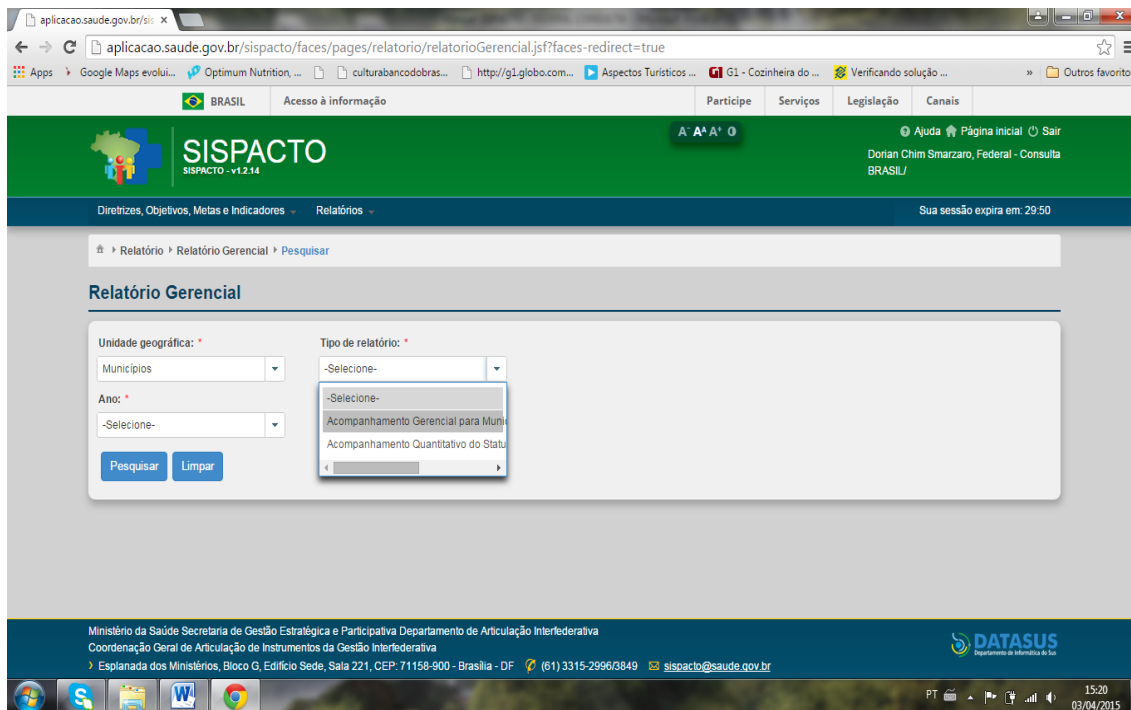 aplicacao.saude.gov.br/sis
aplicacao.saude.gov.br/sispacto/faces/pages/relatorio/relatorioGerencial.jsf?faces-redirect=true
Apps Google Maps evolui... Optimum Nutrition, ... culturabancodobras... http://g1.globo.com... Aspectos Turísticos ... G1 - Cozinheira do ... Verificando solução ... » Outros favorito
BRASIL Acesso à informação Participe Serviços Legislação Canais
A- A A+ Ajuda Página inicial Sair
SISPACTO
SISPACTO - v1.2.14
Dorian Chim Smarzaro, Federal - Consulta
BRASIL/
Diretrizes, Objetivos, Metas e Indicadores Relatórios Sua sessão expira em: 29:50
Relatório Relatório Gerencial Pesquisar
Relatório Gerencial
Unidade geográfica: * Tipo de relatório: *
Municípios -Selecione-
Ano: * -Selecione-
-Selecione- Acompanhamento Gerencial para Muni
Acompanhamento Quantitativo do Statu
Pesquisar Limpar
Ministério da Saúde Secretaria de Gestão Estratégica e Participativa Departamento de Articulação Interfederativa
Coordenação Geral de Articulação de Instrumentos da Gestão Interfederativa
Esplanada dos Ministérios, Bloco G, Edifício Sede, Sala 221, CEP: 71158-900 - Brasília - DF (61) 3315-2996/3849 sispacto@saude.gov.br
DATASUS
Departamento de Informática do Sus
PT 15:20
03/04/2015